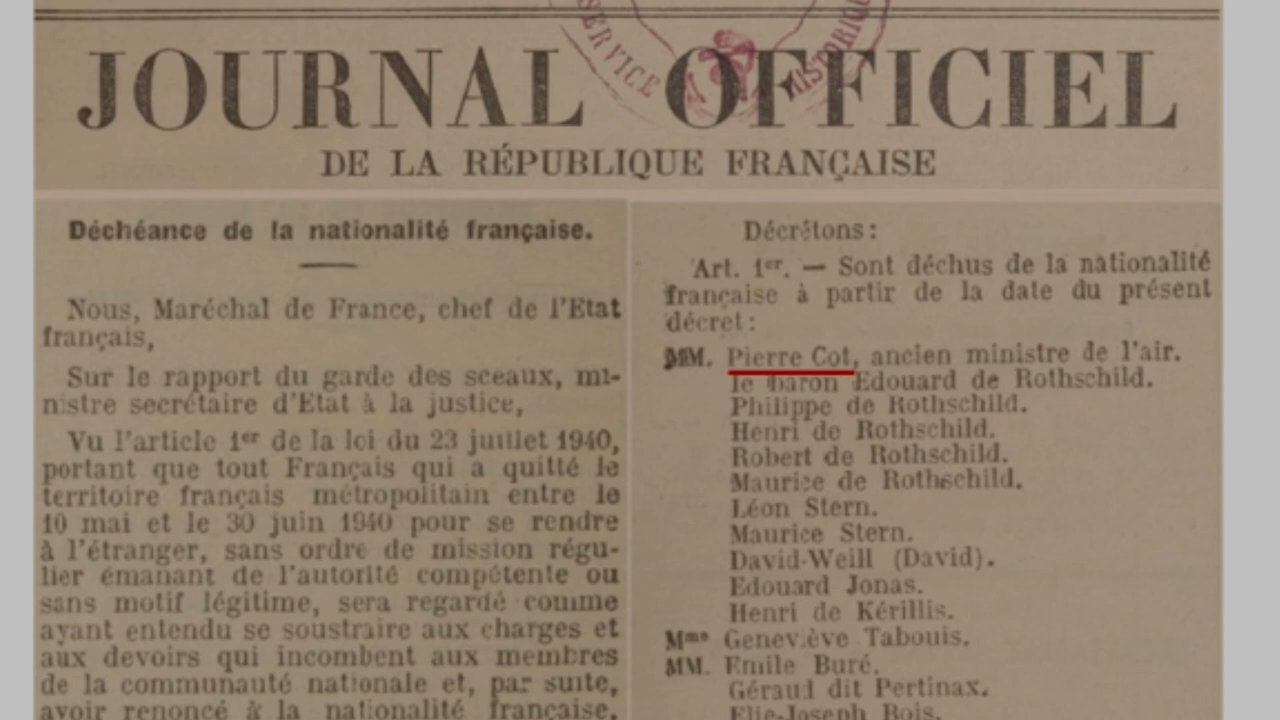 SERVICE HISTORIQUE
JOURNAL OFFICIEL
DE LA RÉPUBLIQUE FRANÇAISE
Déchéance de la nationalité française.
Nous, Maréchal de France, chef de l'Etat
français,
Sur le rapport du garde des sceaux, mi-
nistre secrétaire d'Etat à la justice,
Vu l'article 1er de la loi du 23 juillet 1940,
portant que tout Français qui a quitté le
territoire français métropolitain entre le
10 mai et le 30 juin 1940 pour se rendre
à l'étranger, sans ordre de mission régu-
lier émanant de l'autorité compétente ou
sans motif légitime, sera regardé comme
ayant entendu se soustraire aux charges et
aux devoirs qui incombent aux membres
de la communauté nationale et, par suite,
avoir renoncé à la nationalité française.
Décrétons:
Art. 1er. — Sont déchus de la nationalité
française à partir de la date du présent
décret:
MM. Pierre Cot, ancien ministre de l'air.
le baron Edouard de Rothschild.
Philippe de Rothschild.
Henri de Rothschild.
Robert de Rothschild.
Maurice de Rothschild.
Léon Stern.
Maurice Stern.
David-Weill (David).
Edouard Jonas.
Henri de Kérillis.
Mme Geneviève Tabouis.
MM. Emile Buré.
Géraud dit Pertinax.
Elie-Joseph Bois.